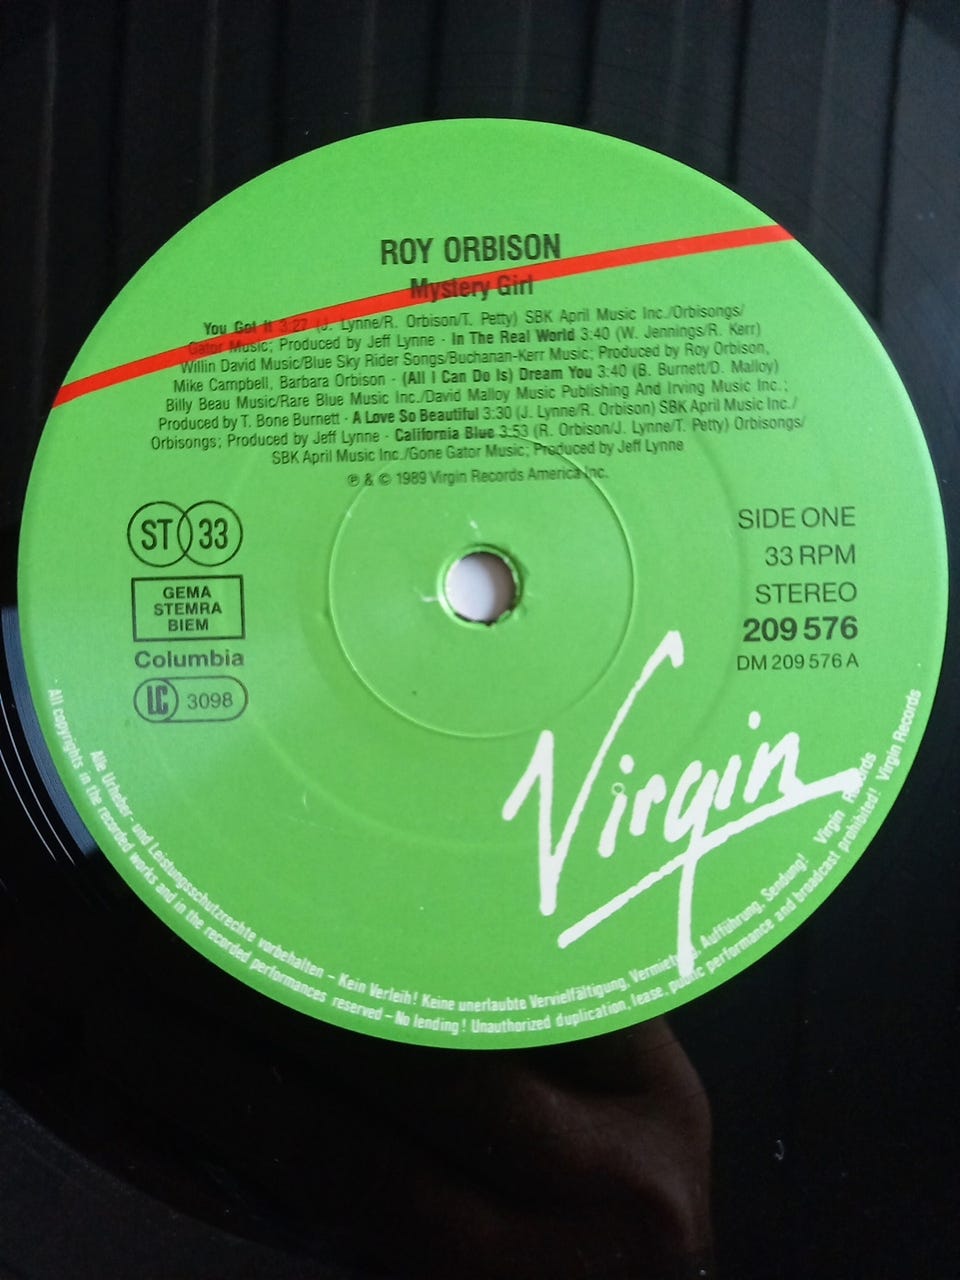 ROY ORBISON
Mystery Girl
You Got It 3:27 (J. Lynne/R. Orbison/T. Petty) SBK April Music Inc./Orbisongs/
Gator Music; Produced by Jeff Lynne · In The Real World 3:40 (W. Jennings/R. Kerr)
Willin David Music/Blue Sky Rider Songs/Buchanan-Kerr Music; Produced by Roy Orbison,
Mike Campbell, Barbara Orbison · (All I Can Do Is) Dream You 3:40 (B. Burnett/D. Malloy)
Billy Beau Music/Rare Blue Music Inc./David Malloy Music Publishing And Irving Music Inc.;
Produced by T. Bone Burnett · A Love So Beautiful 3:30 (J. Lynne/R. Orbison) SBK April Music Inc./
Orbisongs; Produced by Jeff Lynne · California Blue 3:53 (R. Orbison/J. Lynne/T. Petty) Orbisongs/
SBK April Music Inc./Gone Gator Music; Produced by Jeff Lynne
℗ & © 1989 Virgin Records America Inc.
ST 33
GEMA
STEMRA
BIEM
Columbia
LC 3098
SIDE ONE
33 RPM
STEREO
209 576
DM 209 576 A
Virgin
Alle Urheber- und Leistungsschutzrechte vorbehalten – Kein Verleih! Keine unerlaubte Vervielfältigung, Vermietung, Aufführung, Sendung! Virgin Records
All copyrights in the recorded works and in the recorded performances reserved – No lending! Unauthorized duplication, lease, public performance and broadcast prohibited! Virgin Records